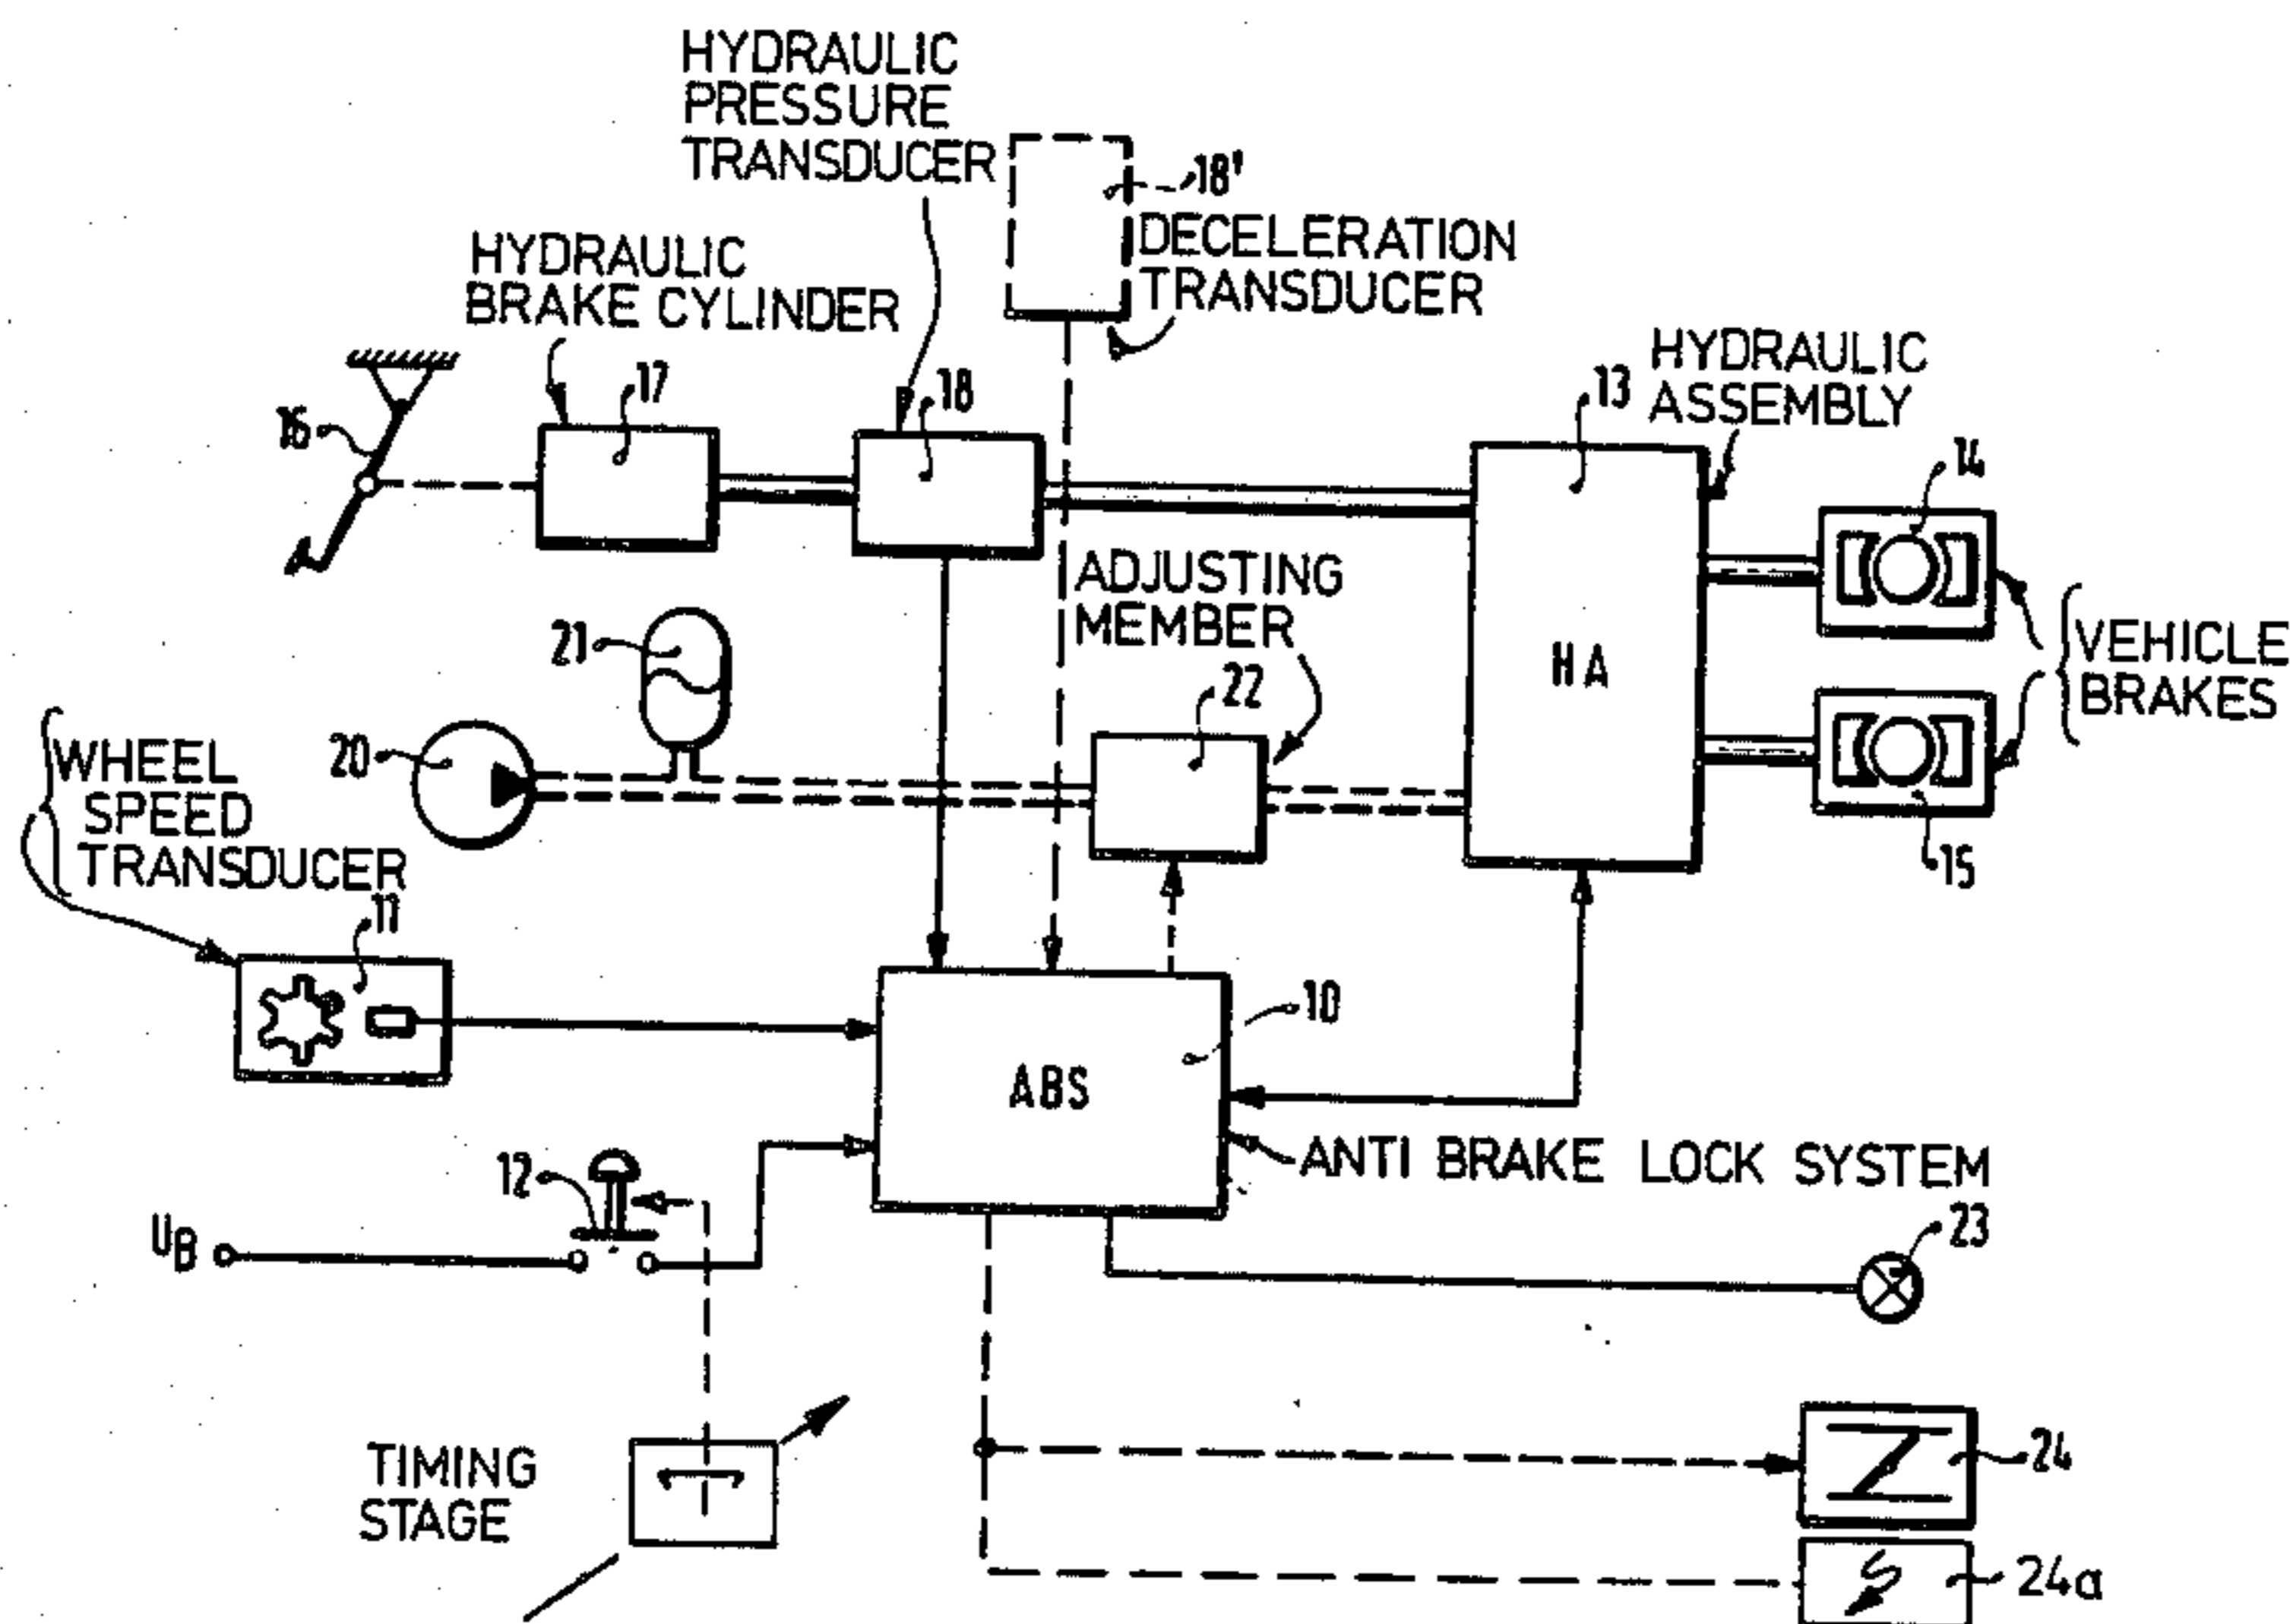 HYDRAULIC
PRESSURE
TRANSDUCER
18'
DECELERATION
TRANSDUCER
HYDRAULIC
BRAKE CYLINDER
17
18
16
13
HYDRAULIC
ASSEMBLY
14
ADJUSTING
MEMBER
21
22
HA
VEHICLE
BRAKES
20
WHEEL
SPEED
TRANSDUCER
11
15
10
ABS
ANTI BRAKE LOCK SYSTEM
12
UB
23
TIMING
STAGE
24
24a